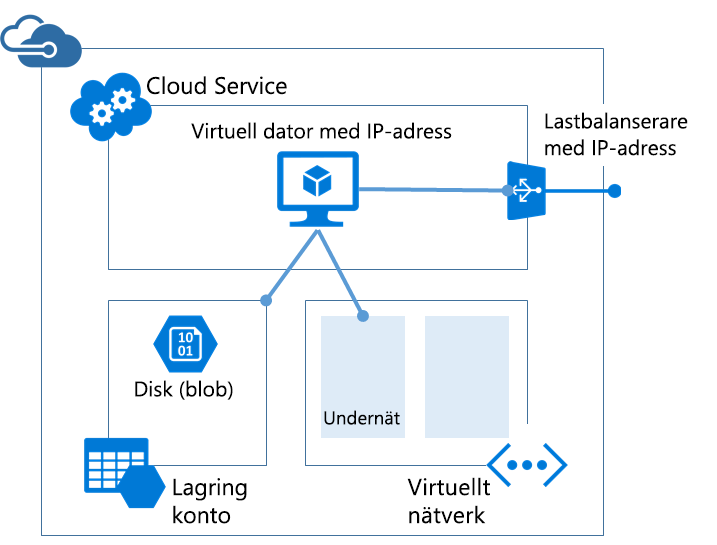 Cloud Service
Virtuell dator med IP-adress
Lastbalanserare
med IP-adress
10
01
Disk (blob)
Undernät
Lagring
konto
Virtuellt
nätverk